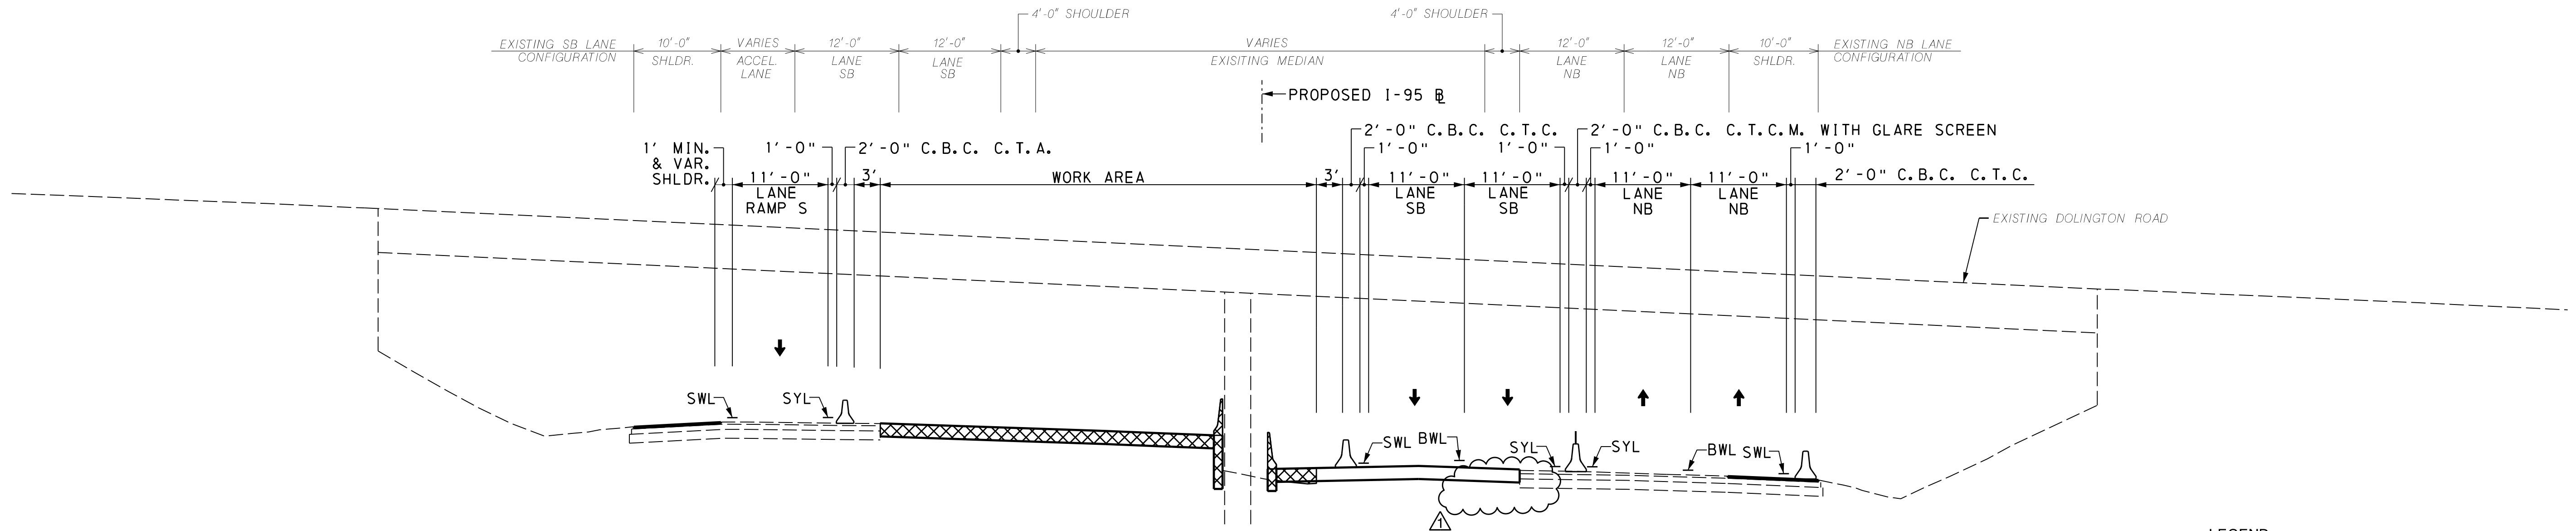 4'-0" SHOULDER
4'-0" SHOULDER
EXISTING SB LANE
CONFIGURATION
10'-0"
SHLDR.
VARIES
ACCEL.
LANE
12'-0"
LANE
SB
12'-0"
LANE
SB
VARIES
EXISITING MEDIAN
12'-0"
LANE
NB
12'-0"
LANE
NB
10'-0"
SHLDR.
EXISTING NB LANE
CONFIGURATION
PROPOSED I-95 BL
1' MIN.
& VAR.
SHLDR.
1'-0"
2'-0" C.B.C. C.T.A.
2'-0" C.B.C. C.T.C.
1'-0"
1'-0"
2'-0" C.B.C. C.T.C.M. WITH GLARE SCREEN
1'-0"
1'-0"
2'-0" C.B.C. C.T.C.
11'-0"
LANE
RAMP S
3'
WORK AREA
3'
11'-0"
LANE
SB
11'-0"
LANE
SB
11'-0"
LANE
NB
11'-0"
LANE
NB
EXISTING DOLINGTON ROAD
SWL
SYL
SWL
BWL
SYL
SYL
BWL
SWL
1
LEGEND